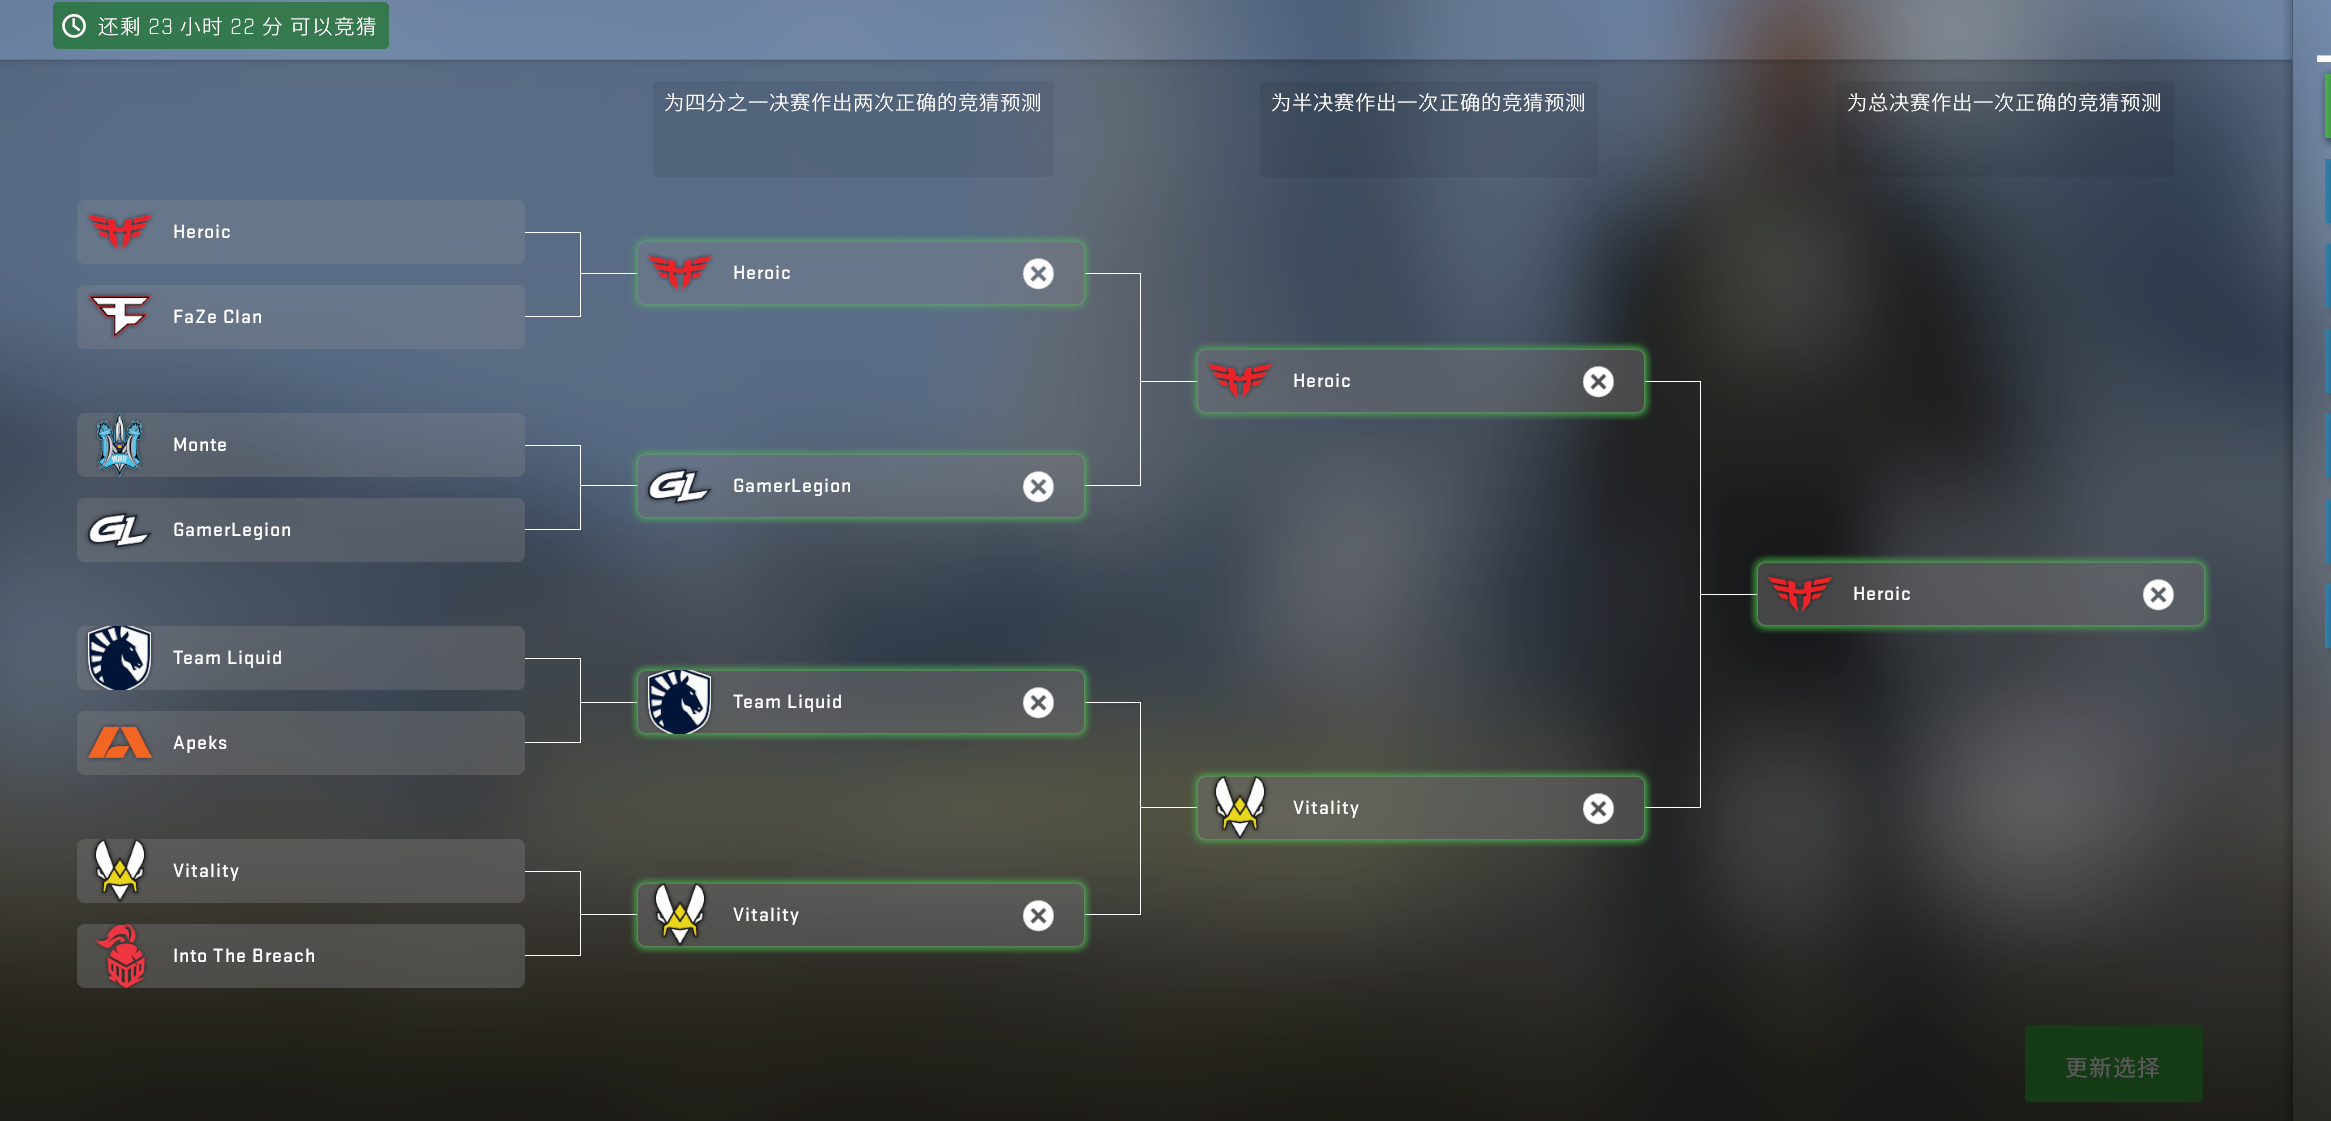 还剩 23 小时 22 分 可以竞猜
为四分之一决赛作出两次正确的竞猜预测
为半决赛作出一次正确的竞猜预测
为总决赛作出一次正确的竞猜预测
Heroic
FaZe Clan
Monte
GamerLegion
Team Liquid
Apeks
Vitality
Into The Breach
Heroic
GamerLegion
Team Liquid
Vitality
Heroic
Vitality
Heroic
更新选择